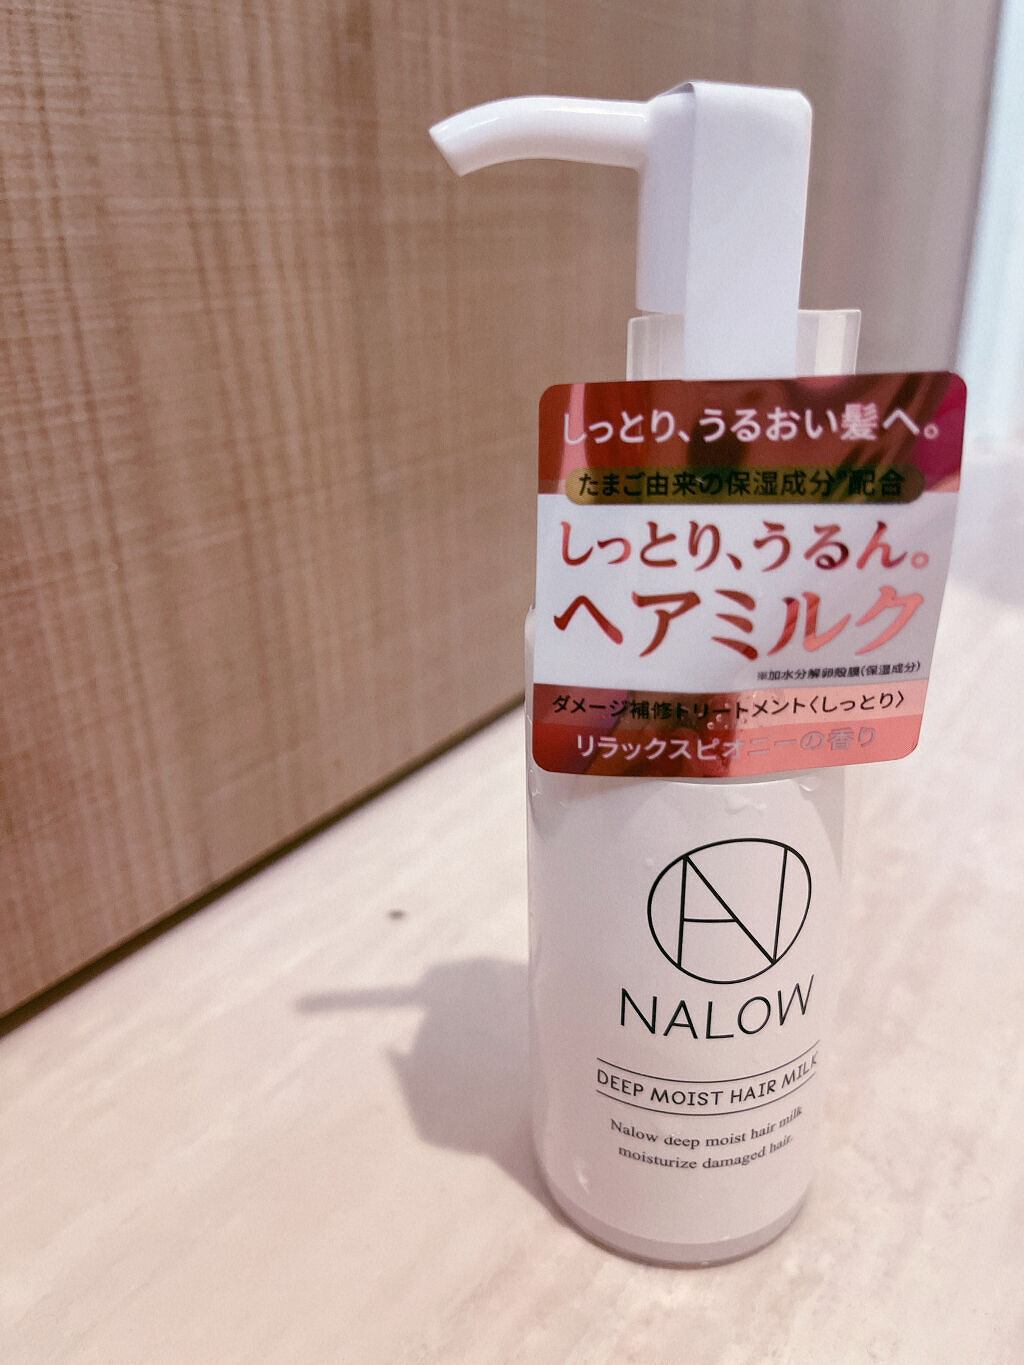 しっとり、うるおい髪へ。
たまご由来の保湿成分※配合
しっとり、うるん。
ヘアミルク
※加水分解卵殻膜(保湿成分)
ダメージ補修トリートメント〈しっとり〉
リラックスピオニーの香り
NALOW
DEEP MOIST HAIR MILK
Nalow deep moist hair milk
moisturize damaged hair.